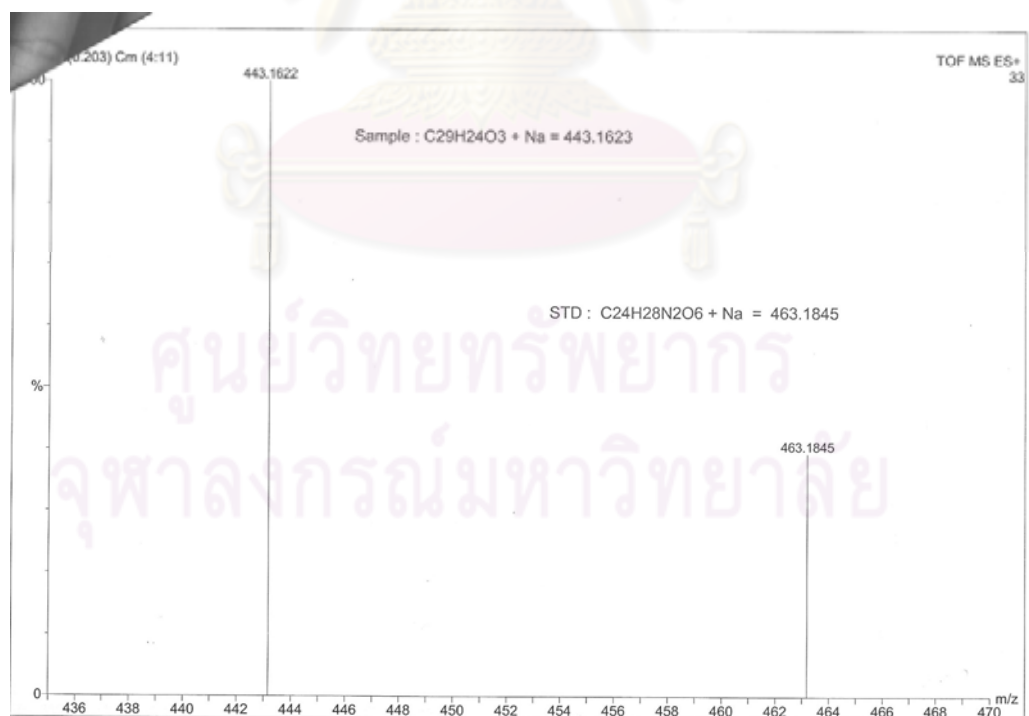 (0.203) Cm (4:11)
TOF MS ES+
33
443.1622
Sample : C29H24O3 + Na = 443.1623
STD : C24H28N2O6 + Na = 463.1845
ศูนย์วิทยทรัพยากร
%
463.1845
จุฬาลงกรณ์มหาวิทยาลัย
0
436 438 440 442 444 446 448 450 452 454 456 458 460 462 464 466 468 470 m/z